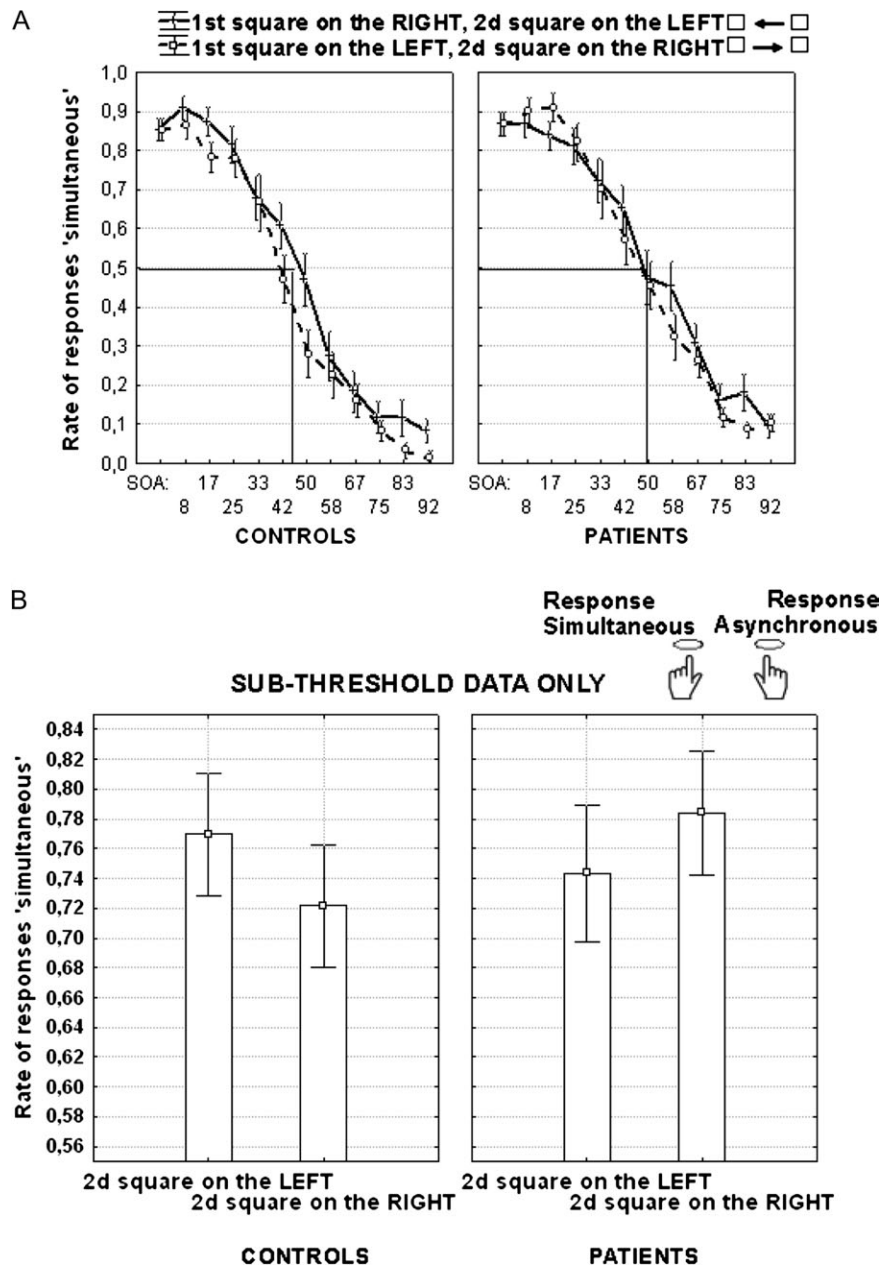 A
1st square on the RIGHT, 2d square on the LEFT
1st square on the LEFT, 2d square on the RIGHT
Rate of responses 'simultaneous'
1,0
0,9
0,8
0,7
0,6
0,5
0,4
0,3
0,2
0,1
0,0
SOA: 17 33 50 67 83
8 25 42 58 75 92
CONTROLS
SOA: 17 33 50 67 83
8 25 42 58 75 92
PATIENTS
B
Response Simultaneous
Response Asynchronous
SUB-THRESHOLD DATA ONLY
Rate of responses 'simultaneous'
0,84
0,82
0,80
0,78
0,76
0,74
0,72
0,70
0,68
0,66
0,64
0,62
0,60
0,58
0,56
2d square on the LEFT
2d square on the RIGHT
CONTROLS
2d square on the LEFT
2d square on the RIGHT
PATIENTS